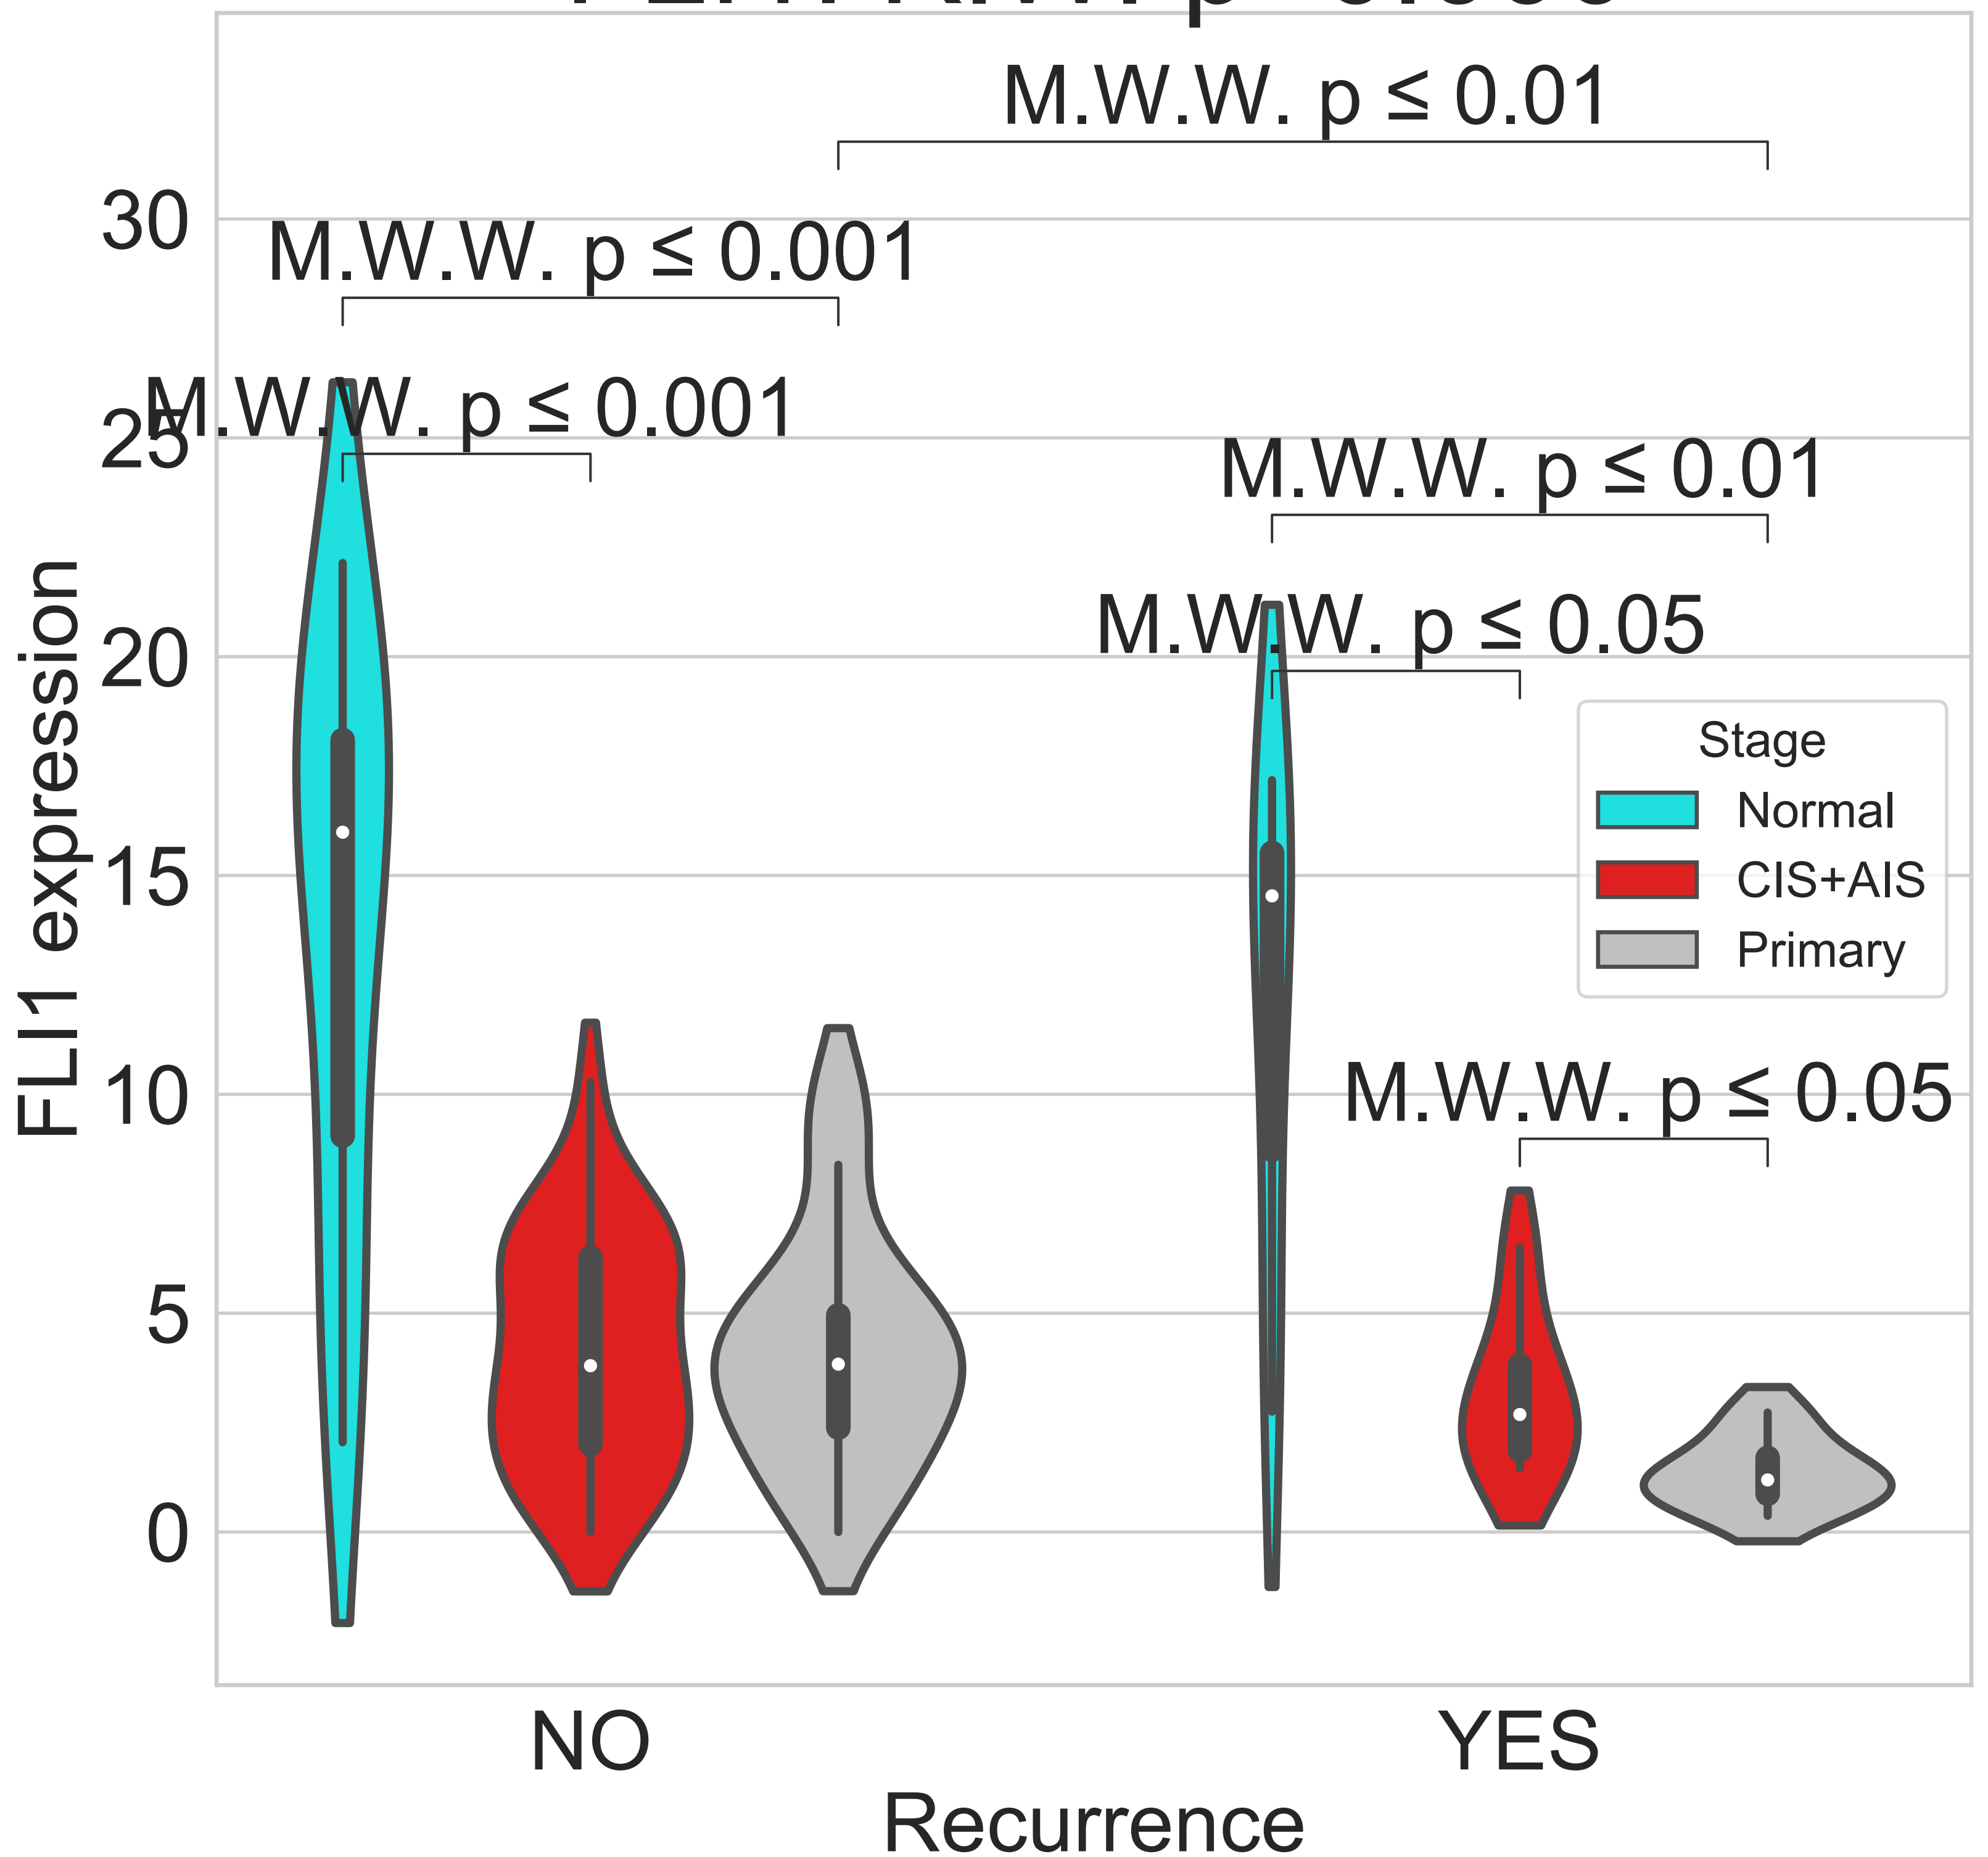 M.W.W. p ≤ 0.01
M.W.W. p ≤ 0.001
M.W.W. p ≤ 0.001
M.W.W. p ≤ 0.01
M.W.W. p ≤ 0.05
M.W.W. p ≤ 0.05
30
25
20
15
10
5
0
FLI1 expression
Stage
Normal
CIS+AIS
Primary
NO
YES
Recurrence